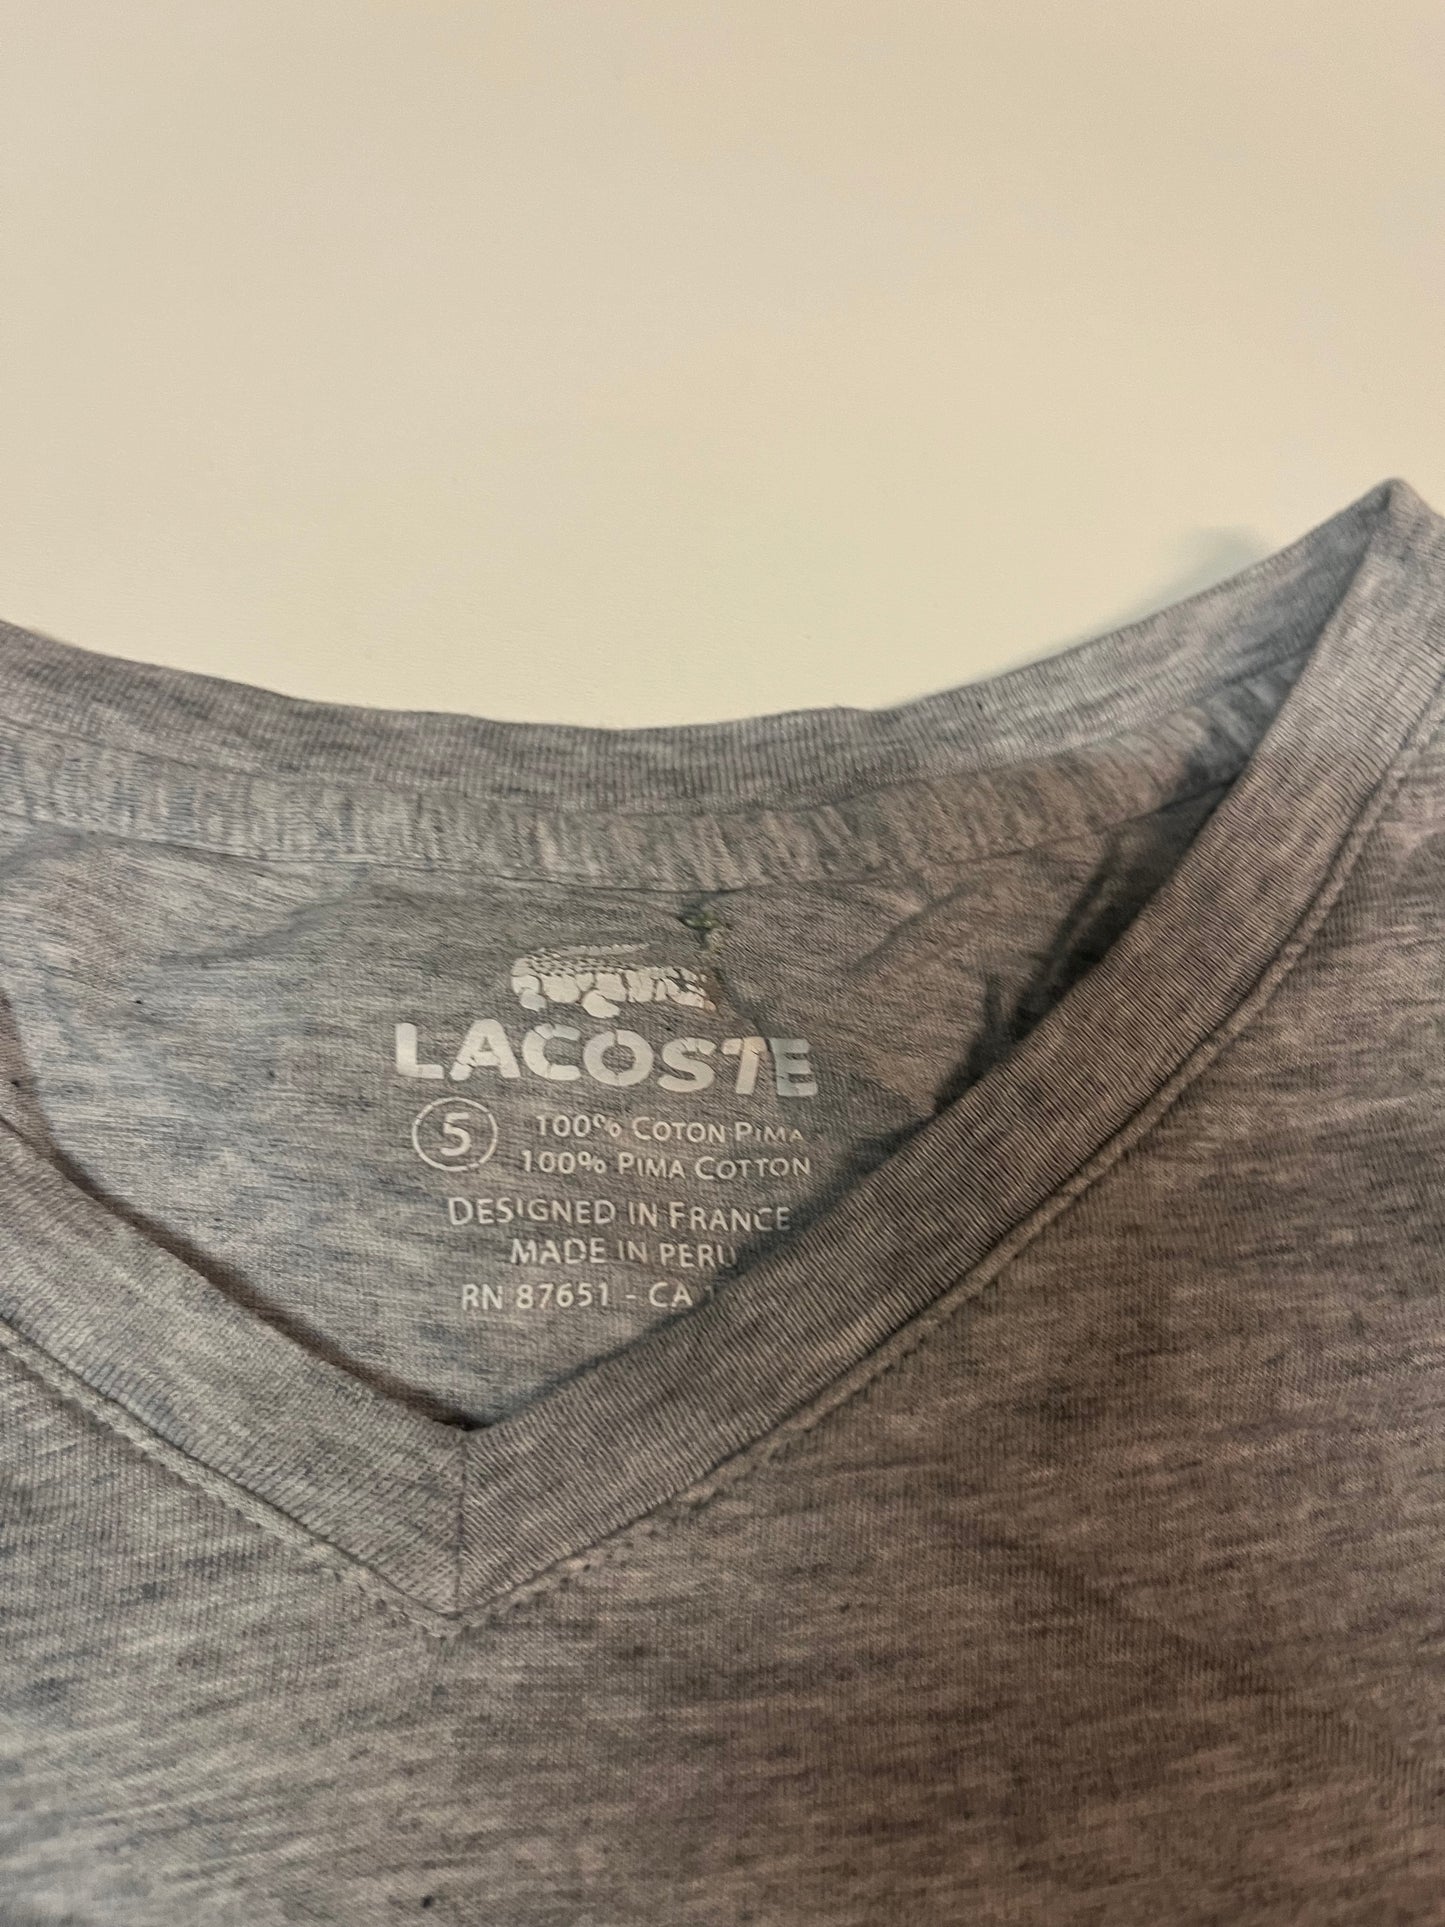 LACOSTE
5 100% COTON PIMA
100% PIMA COTTON
DESIGNED IN FRANCE
MADE IN PERU
RN 87651 - CA